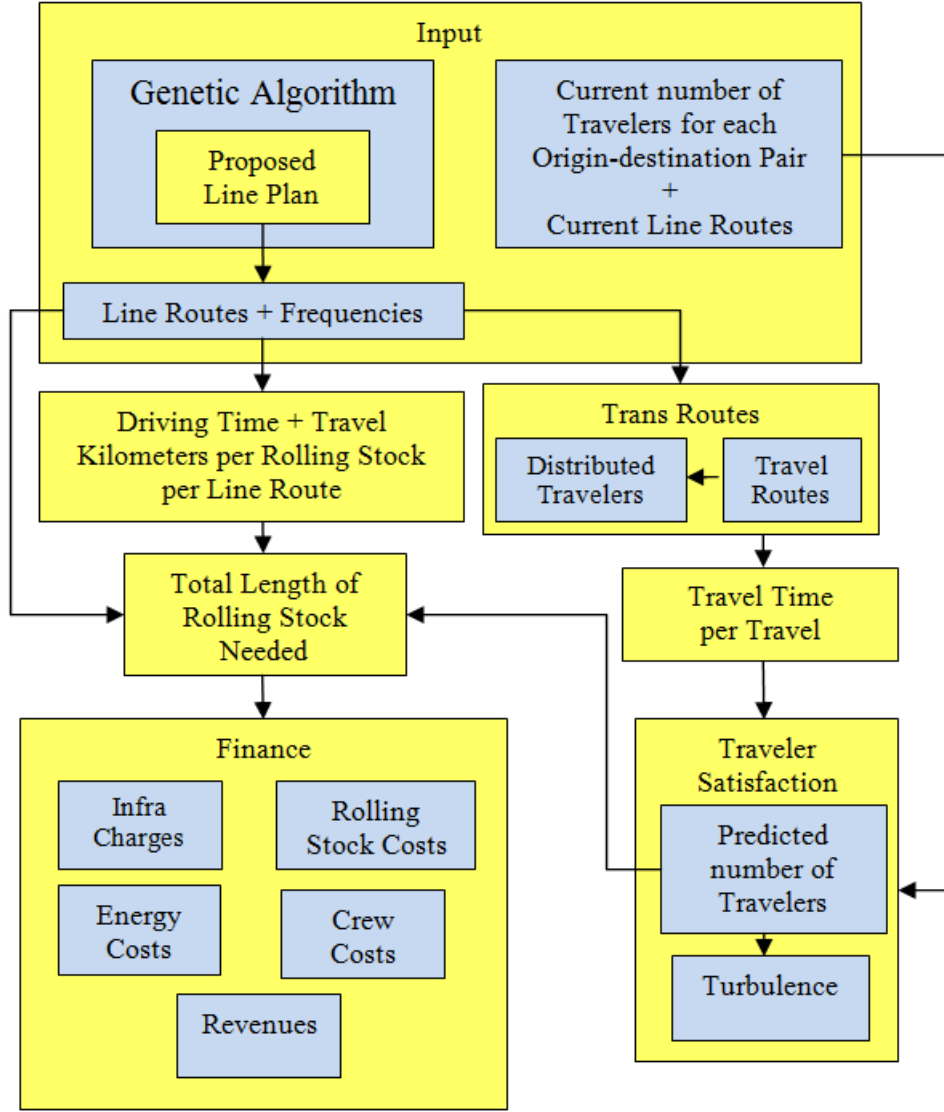 Input
Genetic Algorithm
Proposed
Line Plan
Current number of
Travelers for each
Origin-destination Pair
+
Current Line Routes
Line Routes + Frequencies
Driving Time + Travel
Kilometers per Rolling Stock
per Line Route
Trans Routes
Distributed
Travelers
Travel
Routes
Total Length of
Rolling Stock
Needed
Travel Time
per Travel
Finance
Infra
Charges
Rolling
Stock Costs
Energy
Costs
Crew
Costs
Revenues
Traveler
Satisfaction
Predicted
number of
Travelers
Turbulence